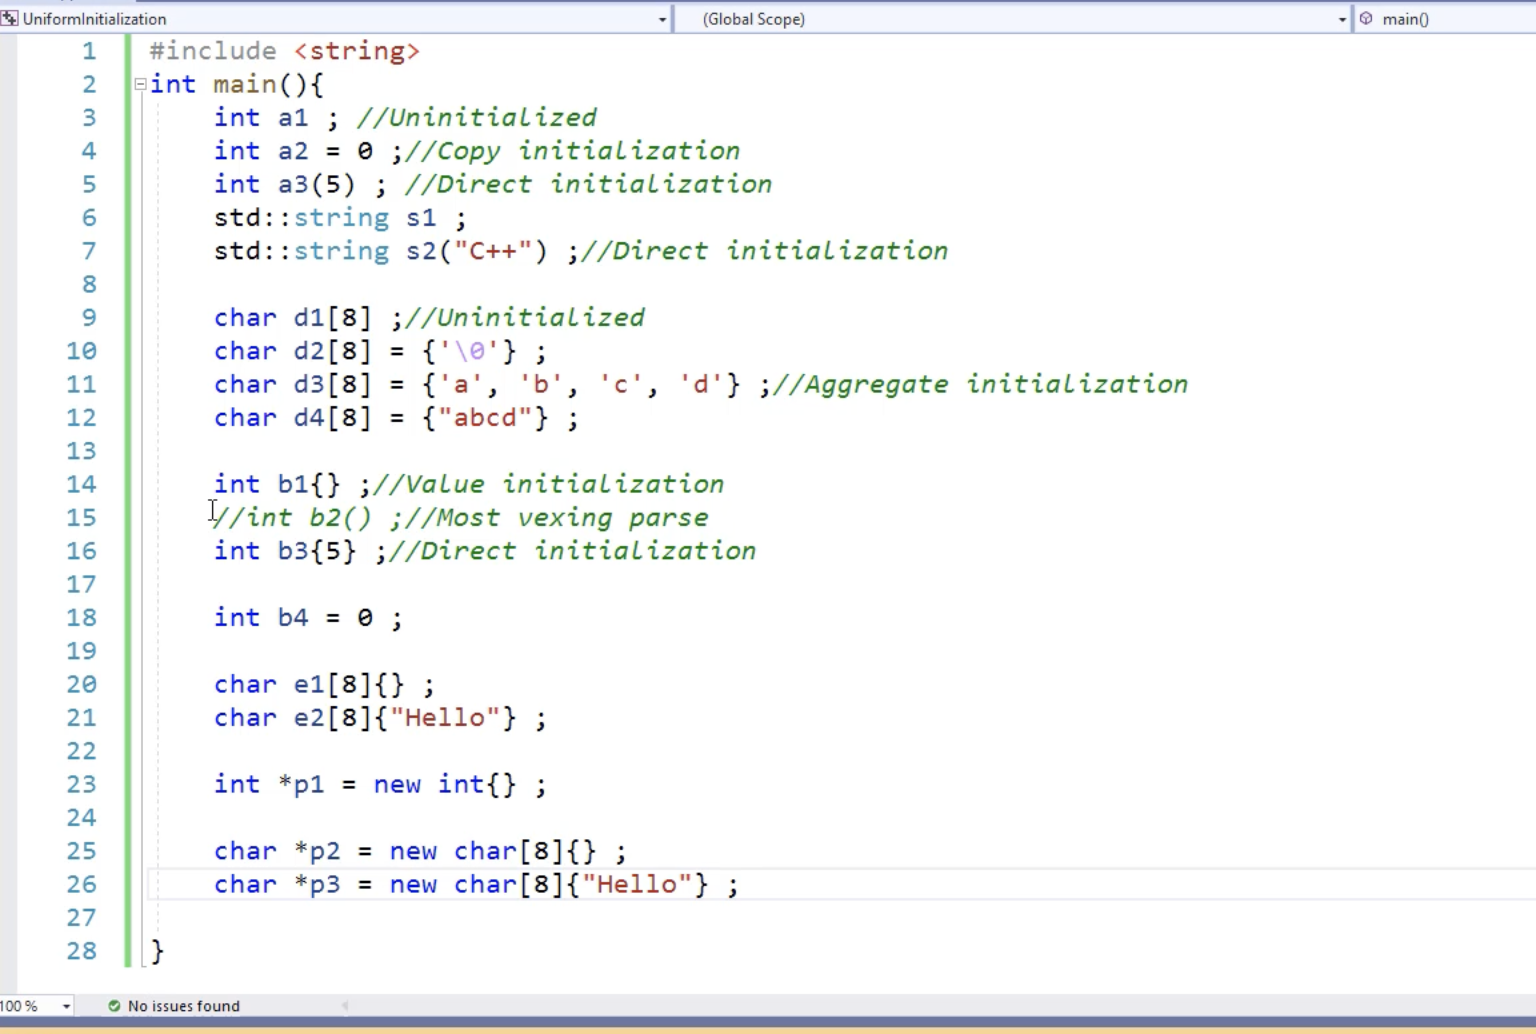 UniformInitialization (Global Scope) main()
1 #include <string>
2 int main(){
3 int a1 ; //Uninitialized
4 int a2 = 0 ;//Copy initialization
5 int a3(5) ; //Direct initialization
6 std::string s1 ;
7 std::string s2("C++") ;//Direct initialization
8
9 char d1[8] ;//Uninitialized
10 char d2[8] = {'\0'} ;
11 char d3[8] = {'a', 'b', 'c', 'd'} ;//Aggregate initialization
12 char d4[8] = {"abcd"} ;
13
14 int b1{} ;//Value initialization
15 //int b2() ;//Most vexing parse
16 int b3{5} ;//Direct initialization
17
18 int b4 = 0 ;
19
20 char e1[8]{} ;
21 char e2[8]{"Hello"} ;
22
23 int *p1 = new int{} ;
24
25 char *p2 = new char[8]{} ;
26 char *p3 = new char[8]{"Hello"} ;
27
28 }
100 % No issues found